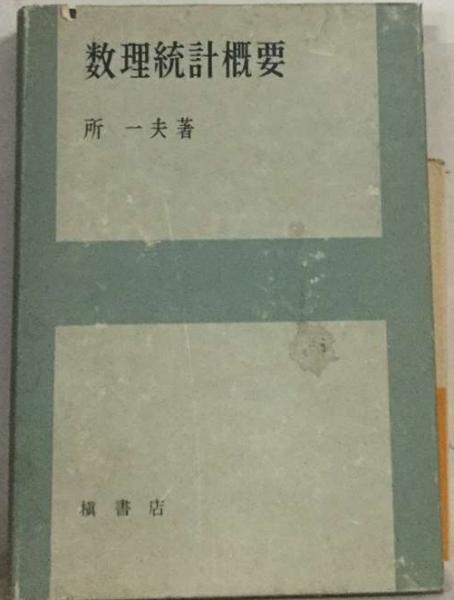 数理統計概要
所 一夫著
槇書店